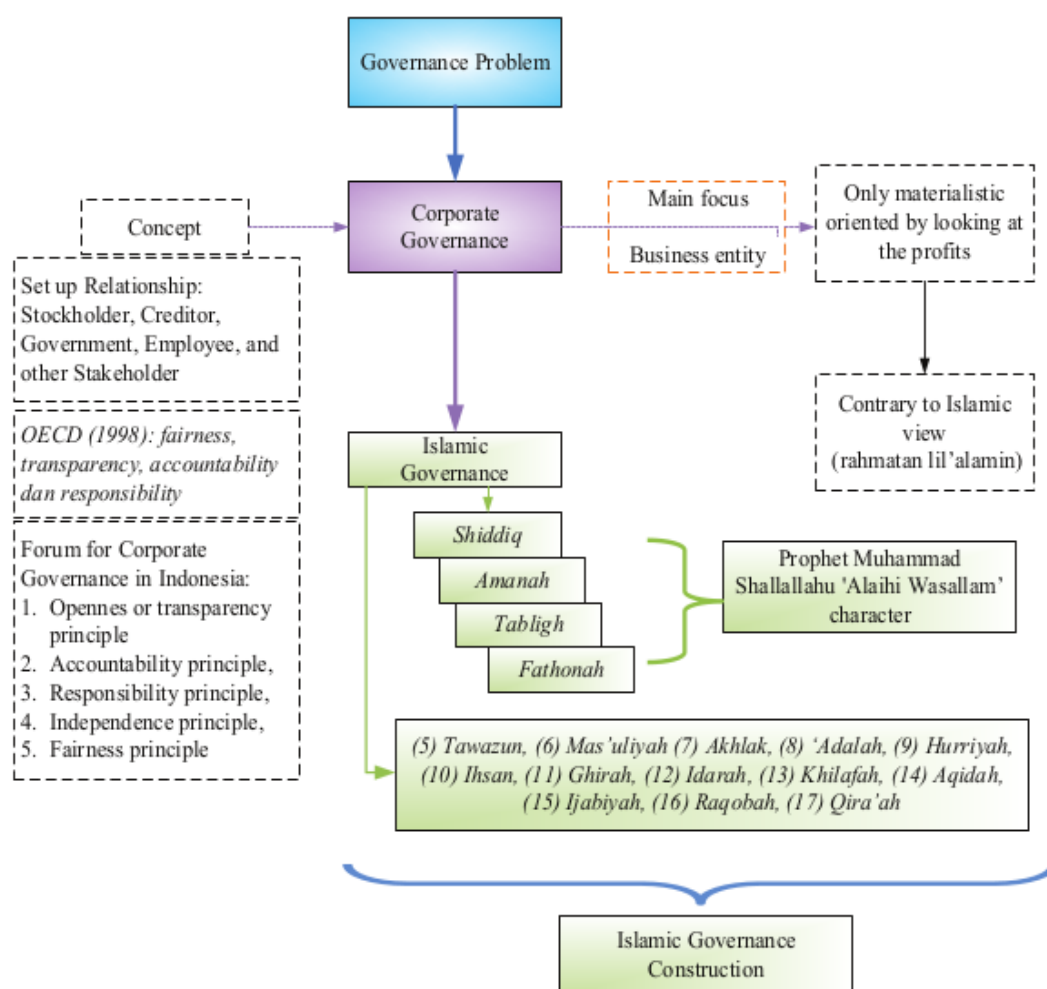 Governance Problem
Concept
Corporate
Governance
Main focus
Business entity
Only materialistic
oriented by looking at
the profits
Set up Relationship:
Stockholder, Creditor,
Government, Employee, and
other Stakeholder
Contrary to Islamic
view
(rahmatan lil’alamin)
OECD (1998): fairness,
transparency, accountability
dan responsibility
Islamic
Governance
Forum for Corporate
Governance in Indonesia:
1. Opennes or transparency
principle
2. Accountability principle,
3. Responsibility principle,
4. Independence principle,
5. Fairness principle
Shiddiq
Amanah
Tabligh
Fathonah
Prophet Muhammad
Shallallahu 'Alaihi Wasallam’
character
(5) Tawazun, (6) Mas’uliyah (7) Akhlak, (8) ‘Adalah, (9) Hurriyah,
(10) Ihsan, (11) Ghirah, (12) Idarah, (13) Khilafah, (14) Aqidah,
(15) Ijabiyah, (16) Raqobah, (17) Qira’ah
Islamic Governance
Construction